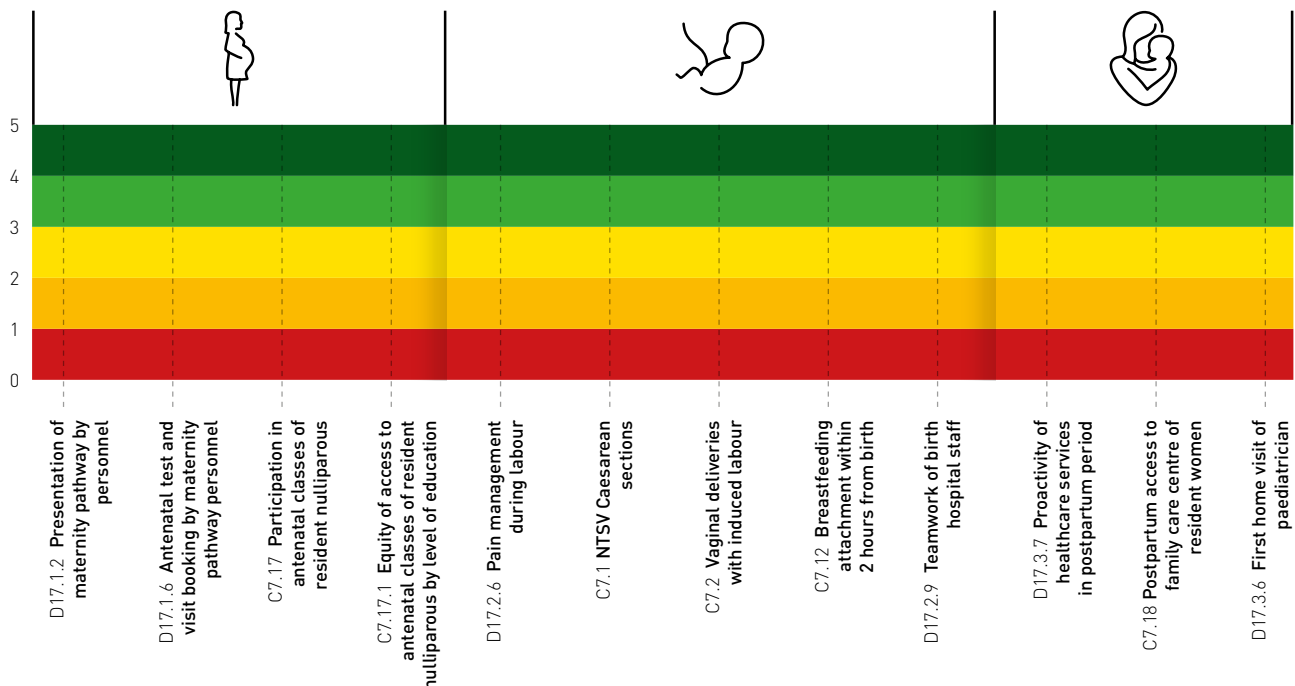 5
4
3
2
1
0
D17.1.2 Presentation of
maternity pathway by
personnel
D17.1.6 Antenatal test and
visit booking by maternity
pathway personnel
C7.17 Participation in
antenatal classes of
resident nulliparous
C7.17.1 Equity of access to
antenatal classes of resident
nulliparous by level of education
D17.2.6 Pain management
during labour
C7.1 NTSV Caesarean
sections
C7.2 Vaginal deliveries
with induced labour
C7.12 Breastfeeding
attachment within
2 hours from birth
D17.2.9 Teamwork of birth
hospital staff
D17.3.7 Proactivity of
healthcare services
in postpartum period
C7.18 Postpartum access to
family care centre of
resident women
D17.3.6 First home visit of
paediatrician